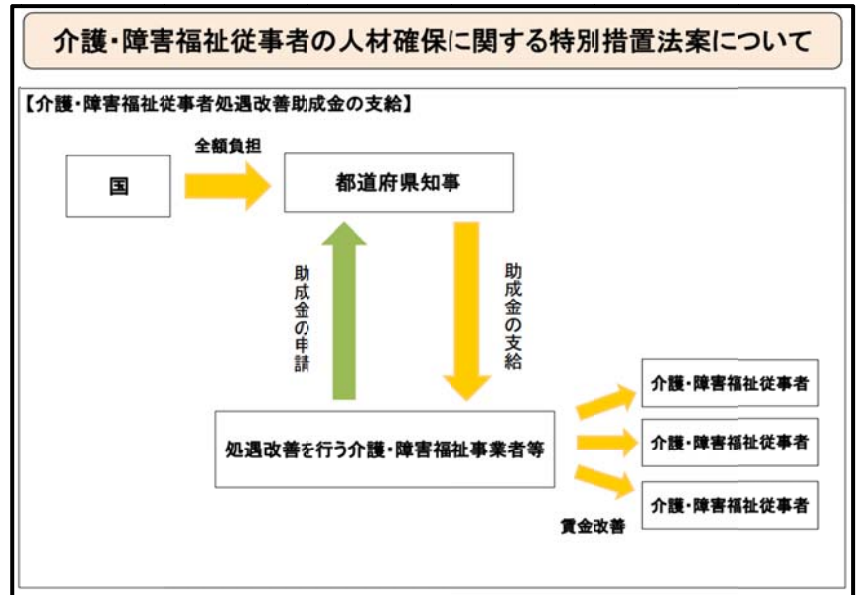 介護・障害福祉従事者の人材確保に関する特別措置法案について
【介護・障害福祉従事者処遇改善助成金の支給】
全額負担
国
都道府県知事
助成金の申請
助成金の支給
処遇改善を行う介護・障害福祉事業者等
介護・障害福祉従事者
介護・障害福祉従事者
介護・障害福祉従事者
賃金改善